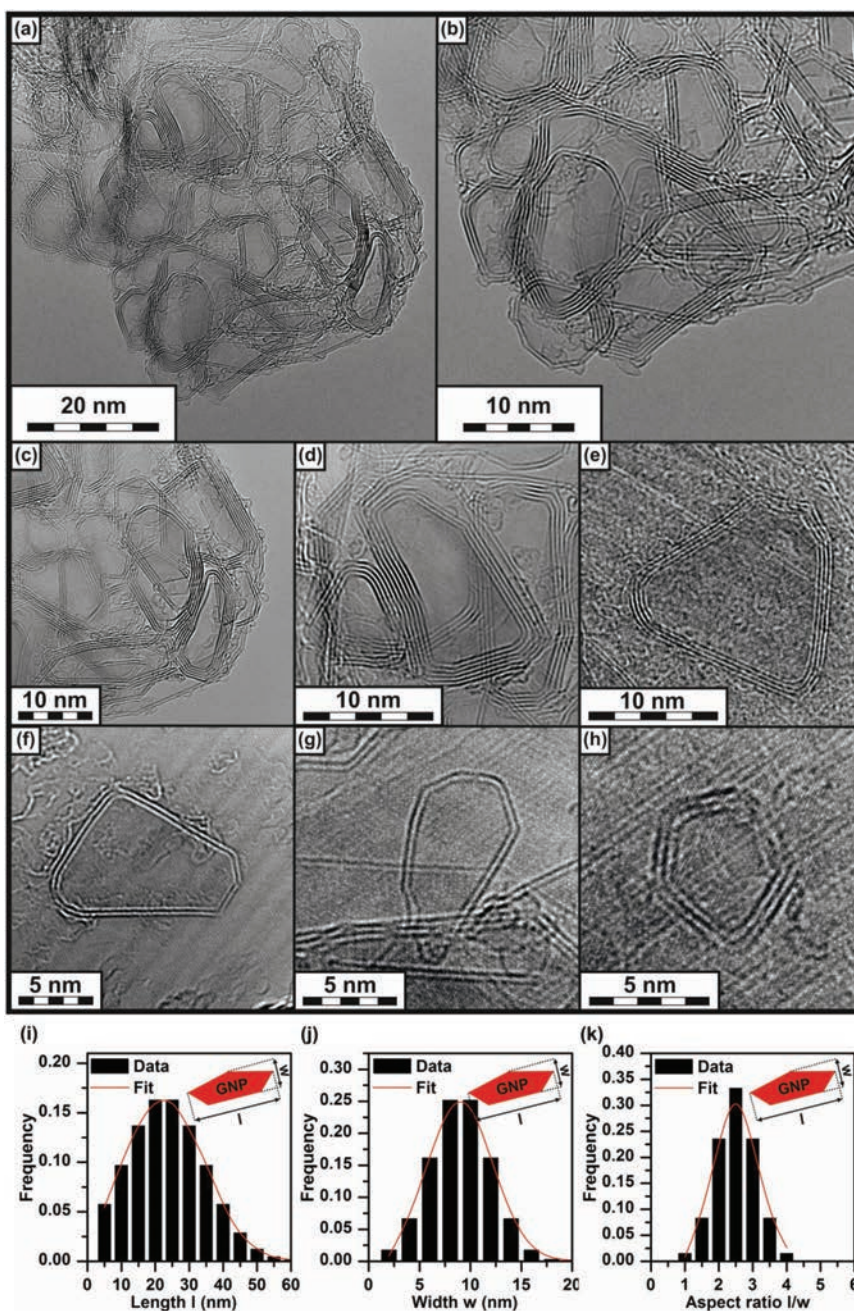 (a)
(b)
20 nm
10 nm
(c)
(d)
(e)
10 nm
10 nm
10 nm
(f)
(g)
(h)
5 nm
5 nm
5 nm
(i)
(j)
(k)
0.20
0.15
0.10
0.05
0.00
Frequency
Data
Fit
GNP
w
l
0 10 20 30 40 50 60
Length l (nm)
0.30
0.25
0.20
0.15
0.10
0.05
0.00
Frequency
Data
Fit
GNP
w
l
0 5 10 15 20
Width w (nm)
0.40
0.35
0.30
0.25
0.20
0.15
0.10
0.05
0.00
Frequency
Data
Fit
GNP
w
l
0 1 2 3 4 5 6
Aspect ratio l/w